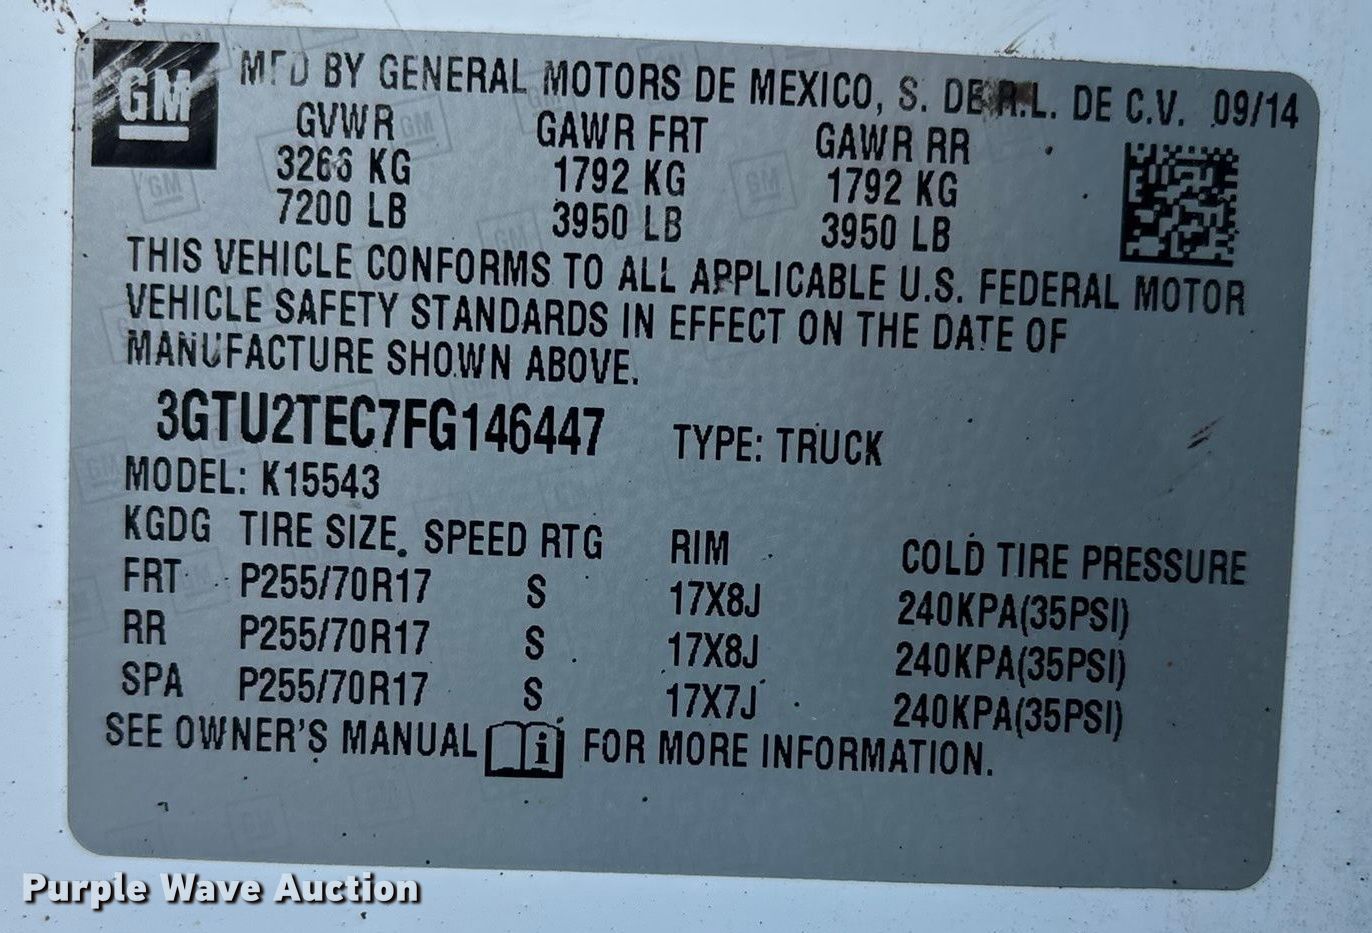 GM
MFD BY GENERAL MOTORS DE MEXICO, S. DE R.L. DE C.V. 09/14
GVWR GAWR FRT GAWR RR
3266 KG 1792 KG 1792 KG
7200 LB 3950 LB 3950 LB
THIS VEHICLE CONFORMS TO ALL APPLICABLE U.S. FEDERAL MOTOR
VEHICLE SAFETY STANDARDS IN EFFECT ON THE DATE OF
MANUFACTURE SHOWN ABOVE.
3GTU2TEC7FG146447 TYPE: TRUCK
MODEL: K15543
KGDG TIRE SIZE SPEED RTG RIM COLD TIRE PRESSURE
FRT P255/70R17 S 17X8J 240KPA(35PSI)
RR P255/70R17 S 17X8J 240KPA(35PSI)
SPA P255/70R17 S 17X7J 240KPA(35PSI)
SEE OWNER'S MANUAL i FOR MORE INFORMATION.
Purple Wave Auction